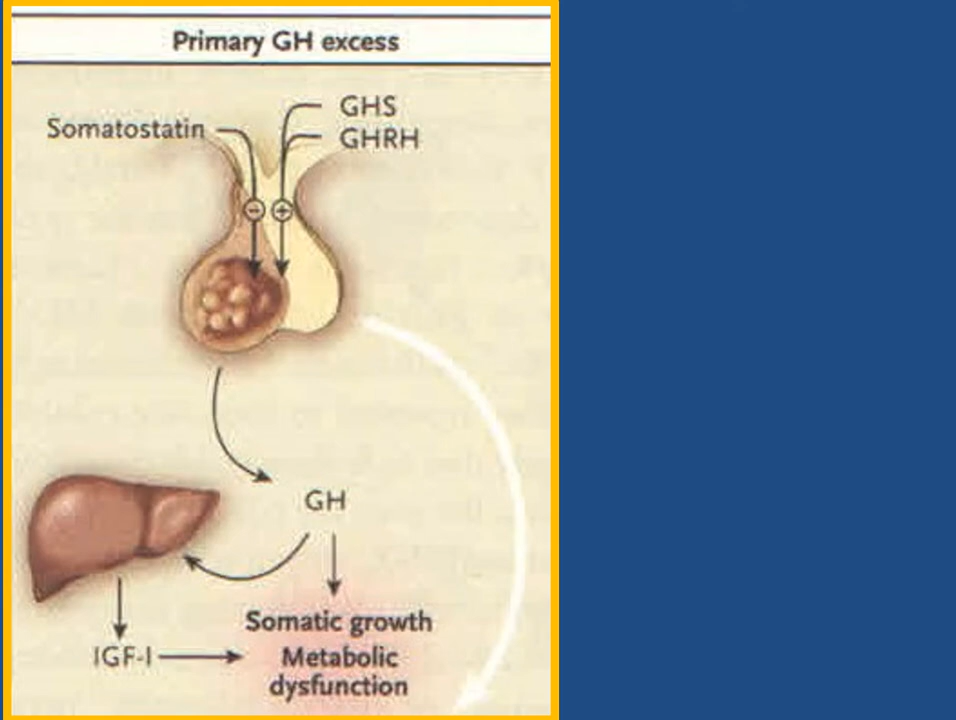 Primary GH excess
GHS
Somatostatin
GHRH
−
+
GH
Somatic growth
IGF-I
Metabolic
dysfunction